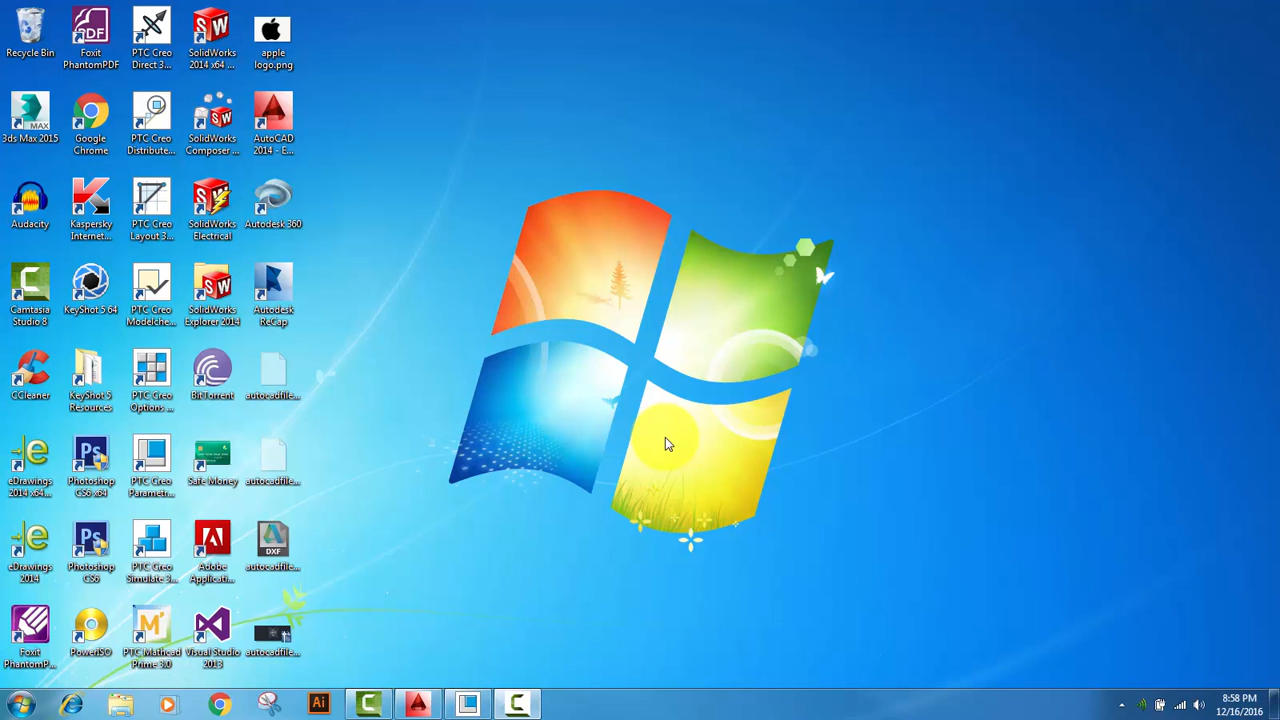 Recycle Bin
Foxit
PhantomPDF
PTC Creo
Direct 3...
SolidWorks
2014 x64 ...
apple
logo.png
3ds Max 2015
Google
Chrome
PTC Creo
Distribute...
SolidWorks
Composer ...
AutoCAD
2014 - E...
Audacity
Kaspersky
Internet...
PTC Creo
Layout 3...
SolidWorks
Electrical
Autodesk 360
Camtasia
Studio 8
KeyShot 5 64
PTC Creo
Modelche...
SolidWorks
Explorer 2014
Autodesk
ReCap
CCleaner
KeyShot 5
Resources
PTC Creo
Options ...
BitTorrent
autocadfile...
eDrawings
2014 x64...
Photoshop
CS6 x64
PTC Creo
Parametr...
Safe Money
autocadfile...
eDrawings
2014
Photoshop
CS6
PTC Creo
Simulate 3...
Adobe
Applicati...
autocadfile...
Foxit
PhantomP...
PowerISO
PTC Mathcad
Prime 3.0
Visual Studio
2013
autocadfile...
8:58 PM
12/16/2016